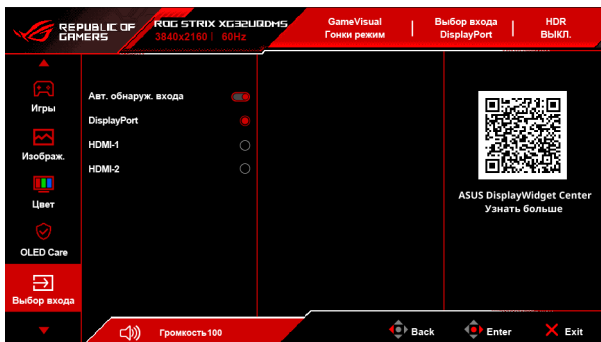 REPUBLIC OF
GAMERS
ROG STRIX XG32UQDMS
3840x2160 | 60Hz
GameVisual
Гонки режим
Выбор входа
DisplayPort
HDR
ВЫКЛ.
Игры
Изображ.
Цвет
OLED Care
Выбор входа
Авт. обнаруж. входа
DisplayPort
HDMI-1
HDMI-2
ASUS DisplayWidget Center
Узнать больше
Громкость100
Back
Enter
Exit